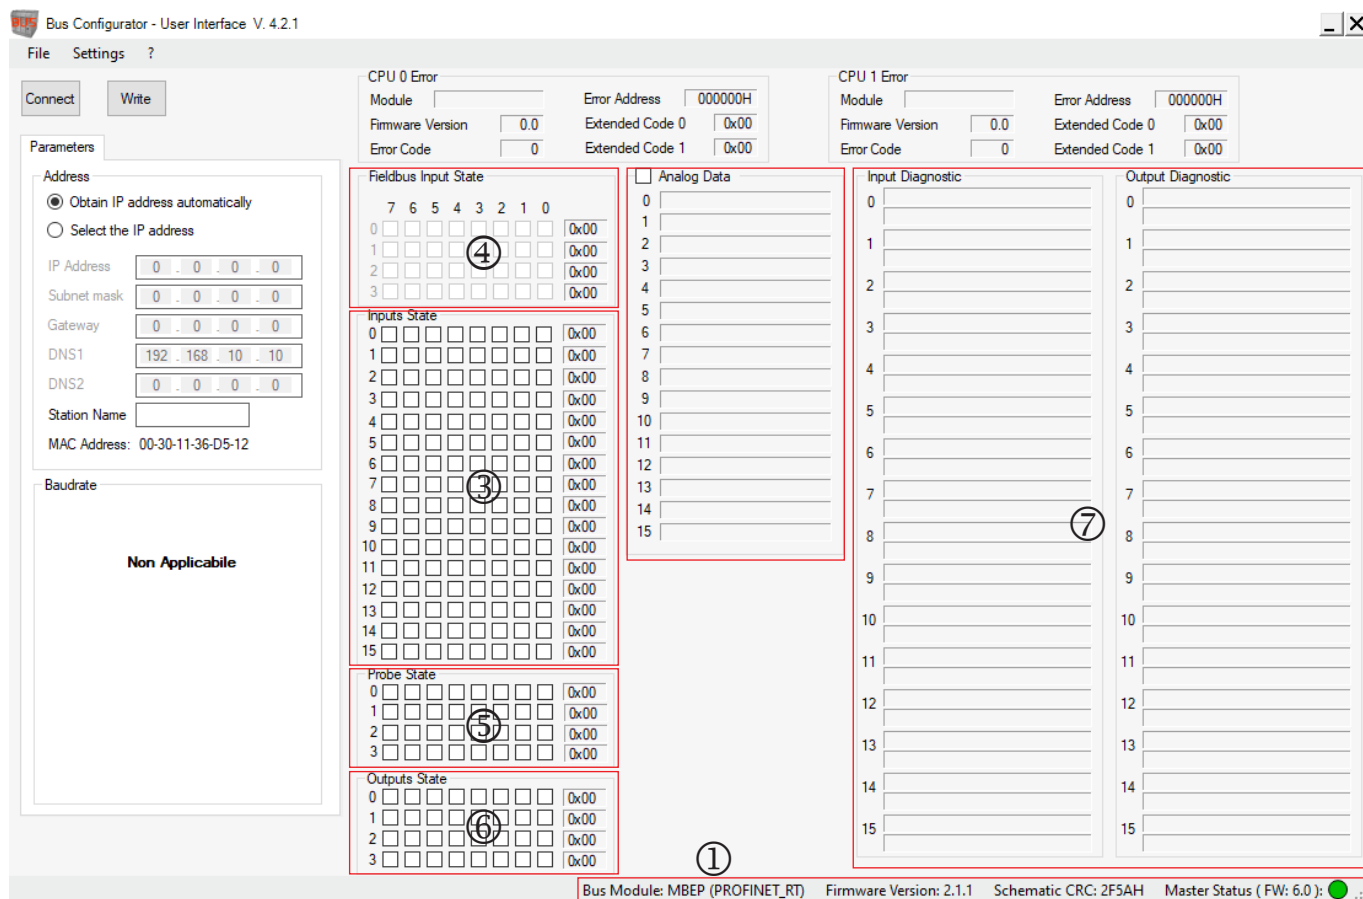 BUS Bus Configurator - User Interface V. 4.2.1
File Settings ?
Connect Write
CPU 0 Error
Module Error Address 000000H
Firmware Version 0.0 Extended Code 0 0x00
Error Code 0 Extended Code 1 0x00
CPU 1 Error
Module Error Address 000000H
Firmware Version 0.0 Extended Code 0 0x00
Error Code 0 Extended Code 1 0x00
Parameters
Address
Obtain IP address automatically
Select the IP address
IP Address 0 . 0 . 0 . 0
Subnet mask 0 . 0 . 0 . 0
Gateway 0 . 0 . 0 . 0
DNS1 192 . 168 . 10 . 10
DNS2 0 . 0 . 0 . 0
Station Name
MAC Address: 00-30-11-36-D5-12
Baudrate
Non Applicabile
Fieldbus Input State
7 6 5 4 3 2 1 0
0 0x00
1 0x00
2 0x00
3 0x00
④
Inputs State
0 0x00
1 0x00
2 0x00
3 0x00
4 0x00
5 0x00
6 0x00
7 0x00
8 0x00
9 0x00
10 0x00
11 0x00
12 0x00
13 0x00
14 0x00
15 0x00
③
Probe State
0 0x00
1 0x00
2 0x00
3 0x00
⑤
Outputs State
0 0x00
1 0x00
2 0x00
3 0x00
⑥
Analog Data
0
1
2
3
4
5
6
7
8
9
10
11
12
13
14
15
Input Diagnostic
0
1
2
3
4
5
6
7
8
9
10
11
12
13
14
15
⑦
Output Diagnostic
0
1
2
3
4
5
6
7
8
9
10
11
12
13
14
15
①
Bus Module: MBEP (PROFINET_RT) Firmware Version: 2.1.1 Schematic CRC: 2F5AH Master Status ( FW: 6.0 ):